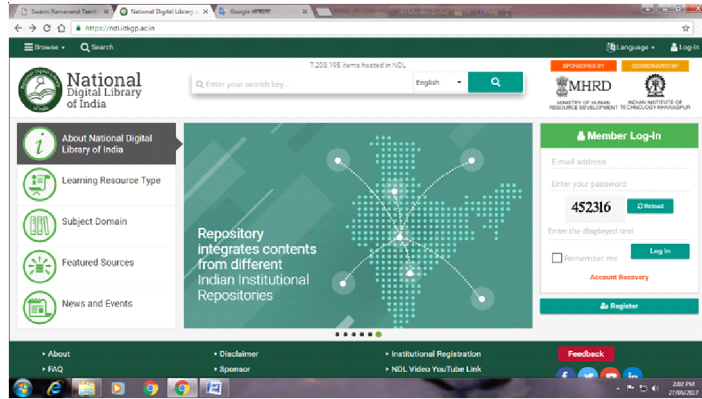 Swami Ramanand Teerth
National Digital Library
Google भाषांतर
https://ndl.iitkgp.ac.in
Browse
Search
Language
Log-In
National
Digital Library
of India
7,208,195 items hosted in NDL
Enter your search key...
English
SPONSORED BY
COORDINATED BY
MHRD
MINISTRY OF HUMAN
RESOURCE DEVELOPMENT
INDIAN INSTITUTE OF
TECHNOLOGY KHARAGPUR
About National Digital
Library of India
Learning Resource Type
Subject Domain
Featured Sources
News and Events
Repository
integrates contents
from different
Indian Institutional
Repositories
Member Log-In
E-mail address
Enter your password
452316
Reload
Enter the displayed text
Remember me
Log In
Account Recovery
Register
About
Disclaimer
Institutional Registration
Feedback
FAQ
Sponsor
NDL Video YouTube Link
2:02 PM
27/05/2017